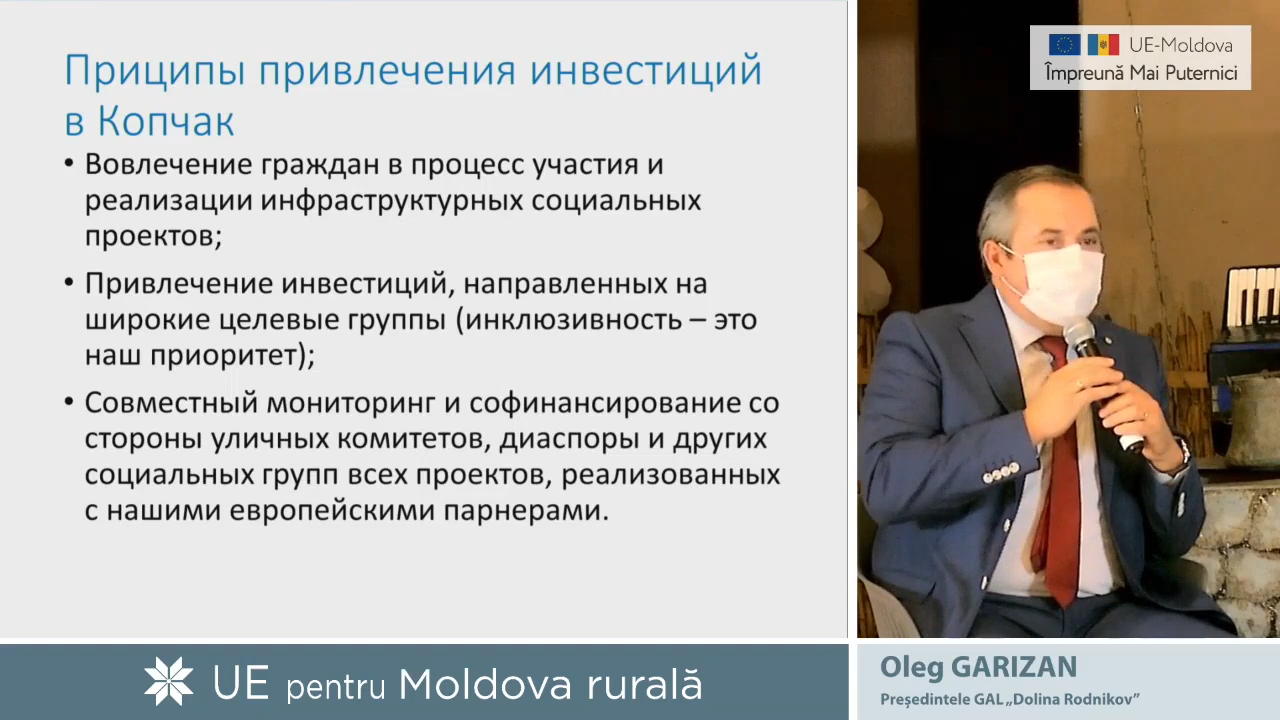 Приципы привлечения инвестиций
в Копчак
• Вовлечение граждан в процесс участия и
реализации инфраструктурных социальных
проектов;
• Привлечение инвестиций, направленных на
широкие целевые группы (инклюзивность – это
наш приоритет);
• Совместный мониторинг и софинансирование со
стороны уличных комитетов, диаспоры и других
социальных групп всех проектов, реализованных
с нашими европейскими парнерами.
UE-Moldova
Împreună Mai Puternici
UE pentru Moldova rurală
Oleg GARIZAN
Președintele GAL „Dolina Rodnikov”